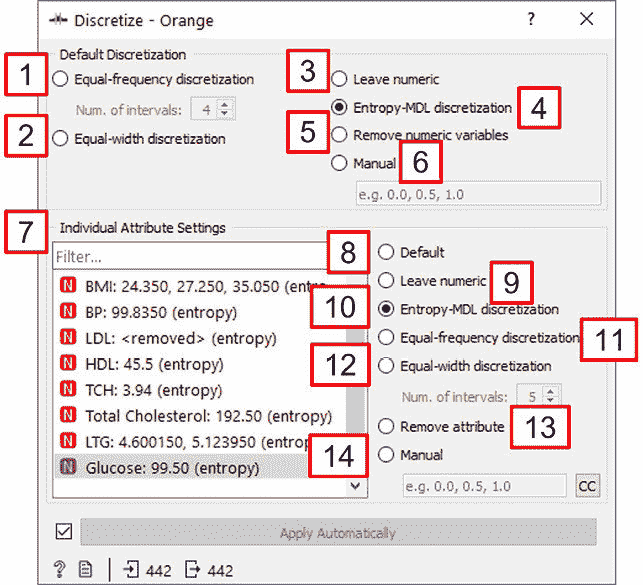 Discretize - Orange ? ×
Default Discretization
1 Equal-frequency discretization
Num. of intervals: 4
2 Equal-width discretization
3 Leave numeric
Entropy-MDL discretization 4
5 Remove numeric variables
Manual 6
e.g. 0.0, 0.5, 1.0
7 Individual Attribute Settings
Filter...
N BMI: 24.350, 27.250, 35.050 (entro
N BP: 99.8350 (entropy)
N LDL: <removed> (entropy)
N HDL: 45.5 (entropy)
N TCH: 3.94 (entropy)
N Total Cholesterol: 192.50 (entropy)
N LTG: 4.600150, 5.123950 (entrop
N Glucose: 99.50 (entropy)
8 Default
Leave numeric 9
10 Entropy-MDL discretization
Equal-frequency discretization 11
12 Equal-width discretization
Num. of intervals: 5
Remove attribute 13
14 Manual
e.g. 0.0, 0.5, 1.0 CC
Apply Automatically
? 442 442